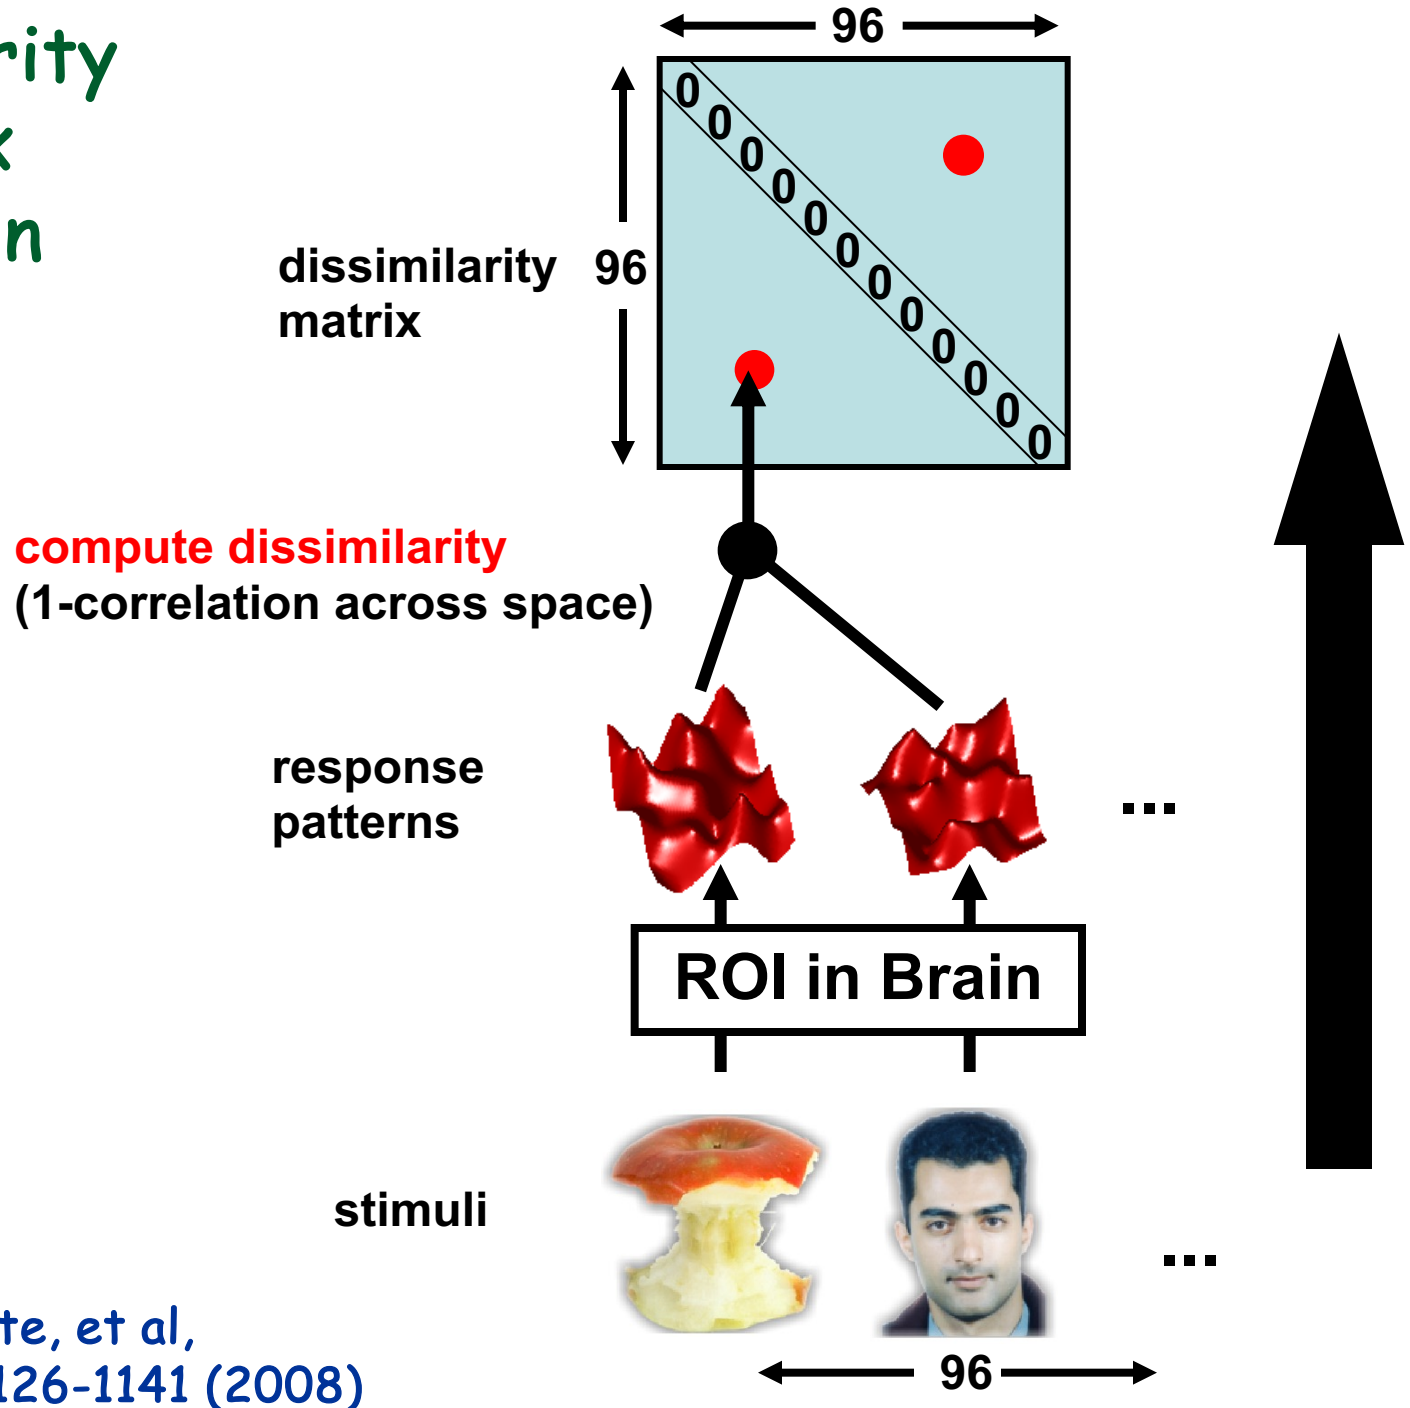 96
rity
x
n
0
0
0
0
0
0
0
0
0
0
0
0
dissimilarity 96
matrix
compute dissimilarity
(1-correlation across space)
response
patterns
...
ROI in Brain
stimuli
...
te, et al,
126-1141 (2008)
96